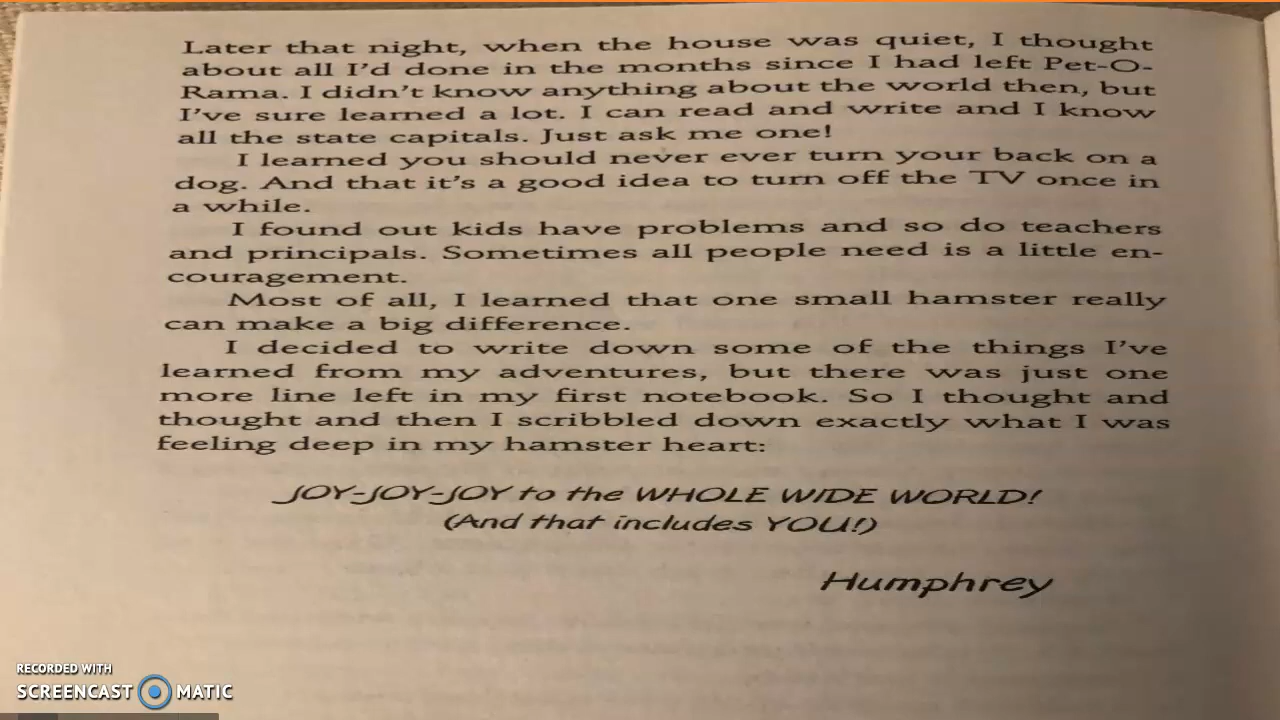 Later that night, when the house was quiet, I thought
about all I'd done in the months since I had left Pet-O-
Rama. I didn't know anything about the world then, but
I've sure learned a lot. I can read and write and I know
all the state capitals. Just ask me one!
I learned you should never ever turn your back on a
dog. And that it's a good idea to turn off the TV once in
a while.
I found out kids have problems and so do teachers
and principals. Sometimes all people need is a little en-
couragement.
Most of all, I learned that one small hamster really
can make a big difference.
I decided to write down some of the things I've
learned from my adventures, but there was just one
more line left in my first notebook. So I thought and
thought and then I scribbled down exactly what I was
feeling deep in my hamster heart:
JOY-JOY-JOY to the WHOLE WIDE WORLD!
(And that includes YOU!)
Humphrey
RECORDED WITH
SCREENCAST MATIC